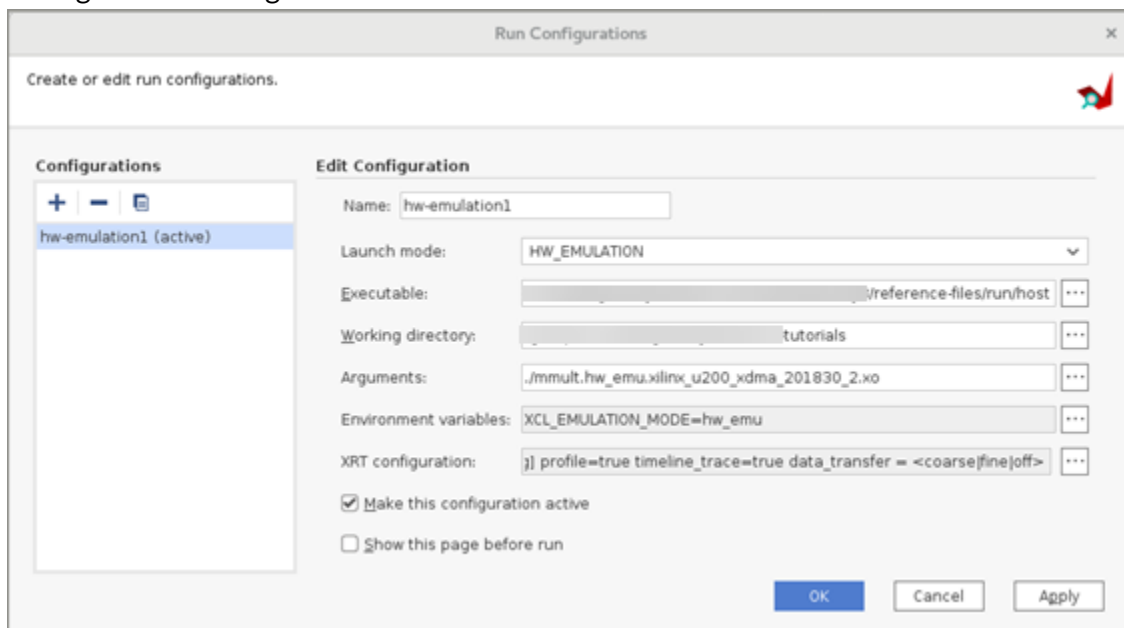 Run Configurations
Create or edit run configurations.
Configurations
hw-emulation1 (active)
Edit Configuration
Name: hw-emulation1
Launch mode: HW_EMULATION
Executable: /reference-files/run/host
Working directory: tutorials
Arguments: ./mmult.hw_emu.xilinx_u200_xdma_201830_2.xo
Environment variables: XCL_EMULATION_MODE=hw_emu
XRT configuration: ] profile=true timeline_trace=true data_transfer = <coarse|fine|off>
Make this configuration active
Show this page before run
OK Cancel Apply